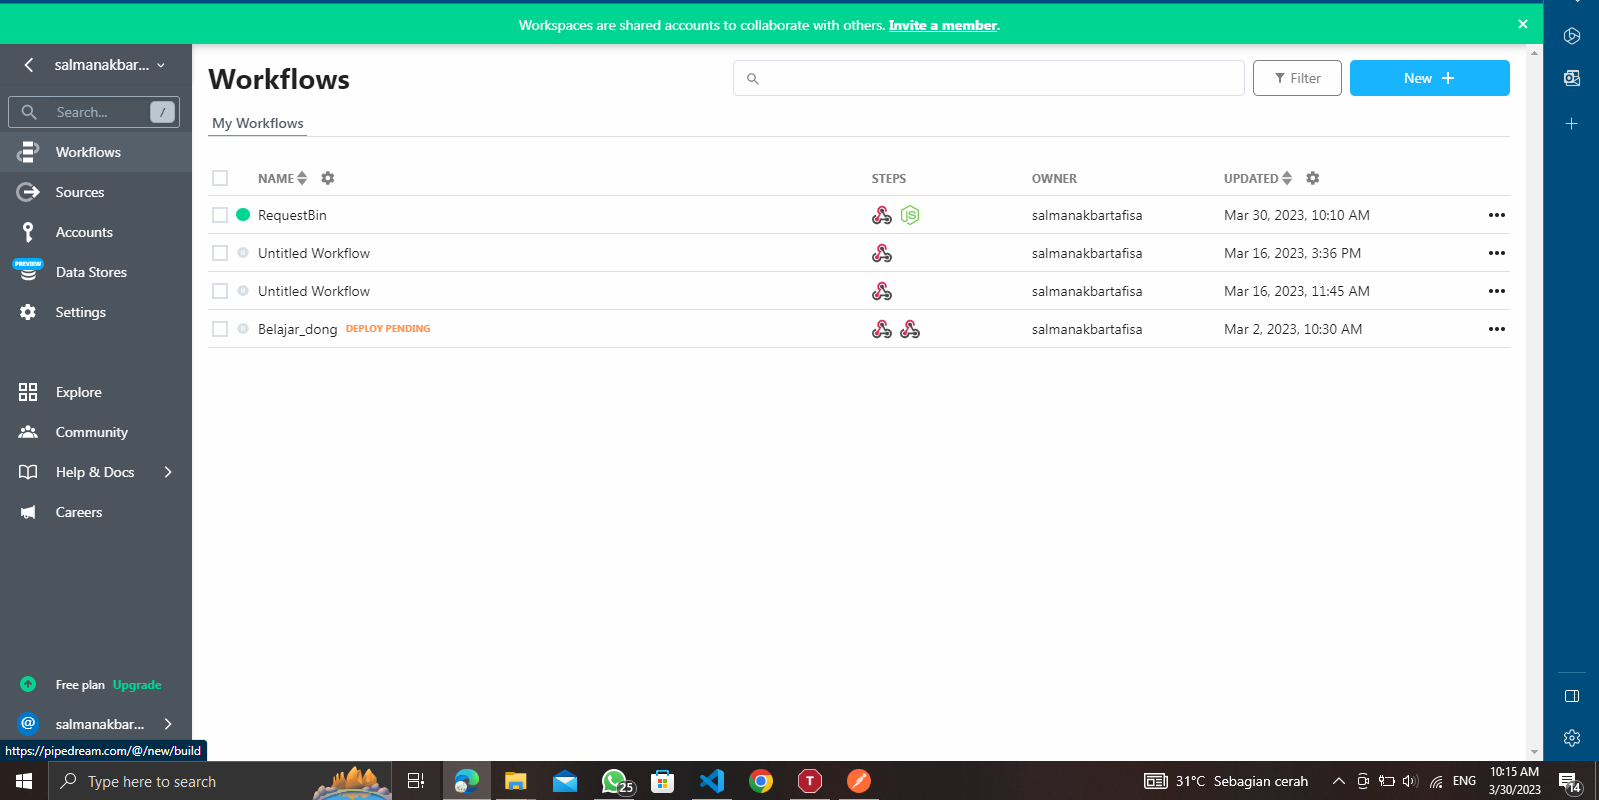 Workspaces are shared accounts to collaborate with others. Invite a member.
salmanakbar...
Search... /
Workflows
Sources
Accounts
PREVIEW
Data Stores
Settings
Explore
Community
Help & Docs
Careers
Free plan Upgrade
@ salmanakbar...
https://pipedream.com/@/new/build
Workflows
Filter
New +
My Workflows
NAME STEPS OWNER UPDATED
RequestBin JS salmanakbartafisa Mar 30, 2023, 10:10 AM
Untitled Workflow salmanakbartafisa Mar 16, 2023, 3:36 PM
Untitled Workflow salmanakbartafisa Mar 16, 2023, 11:45 AM
Belajar_dong DEPLOY PENDING salmanakbartafisa Mar 2, 2023, 10:30 AM
Type here to search
25
T
31°C Sebagian cerah
ENG
10:15 AM
3/30/2023
14